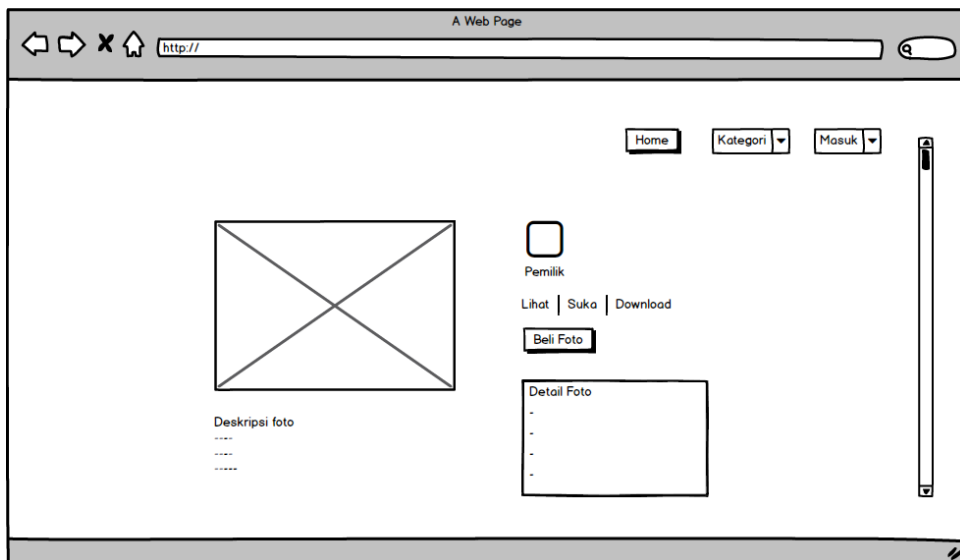 A Web Page
http://
Home Kategori Masuk
Pemilik
Lihat | Suka | Download
Beli Foto
Deskripsi foto
----
----
-----
Detail Foto
-
-
-
-